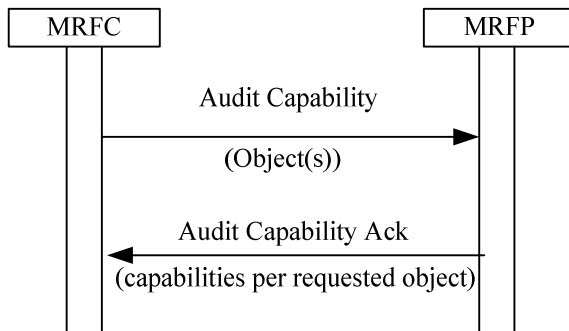 MRFC
MRFP
Audit Capability
(Object(s))
Audit Capability Ack
(capabilities per requested object)